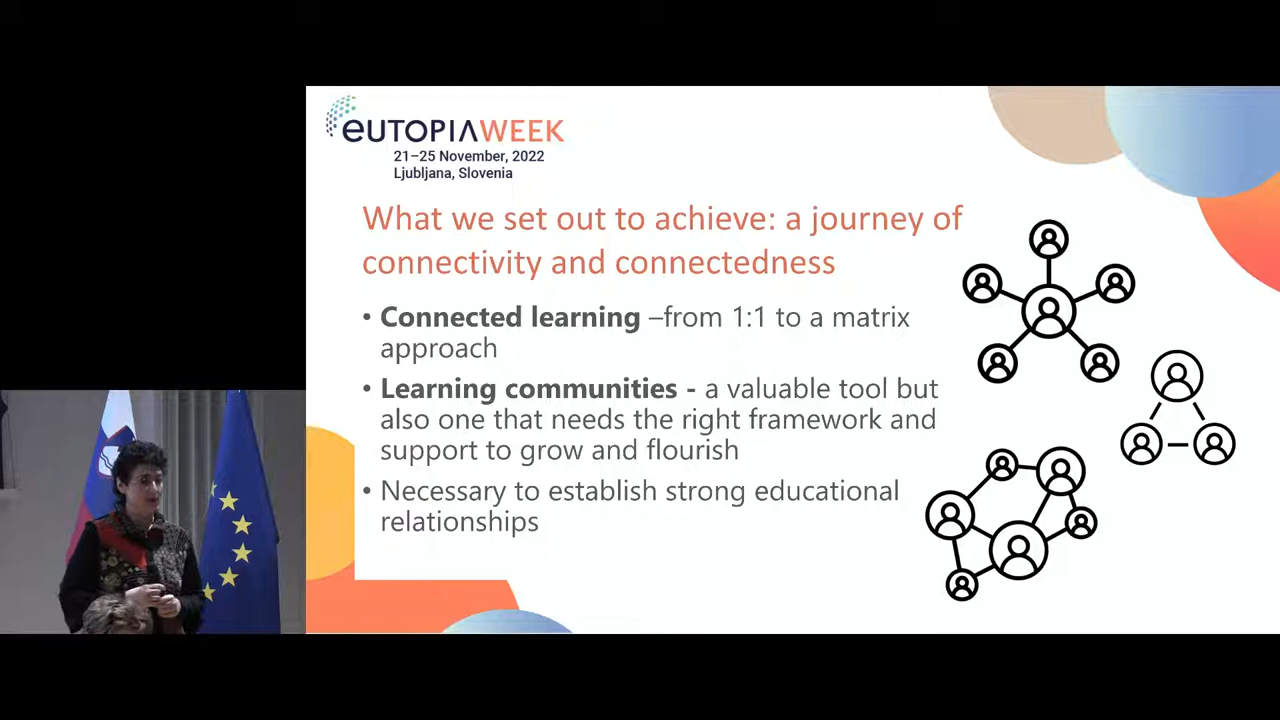 eUTOPIAWEEK
21–25 November, 2022
Ljubljana, Slovenia
What we set out to achieve: a journey of
connectivity and connectedness
• Connected learning –from 1:1 to a matrix
approach
• Learning communities - a valuable tool but
also one that needs the right framework and
support to grow and flourish
• Necessary to establish strong educational
relationships